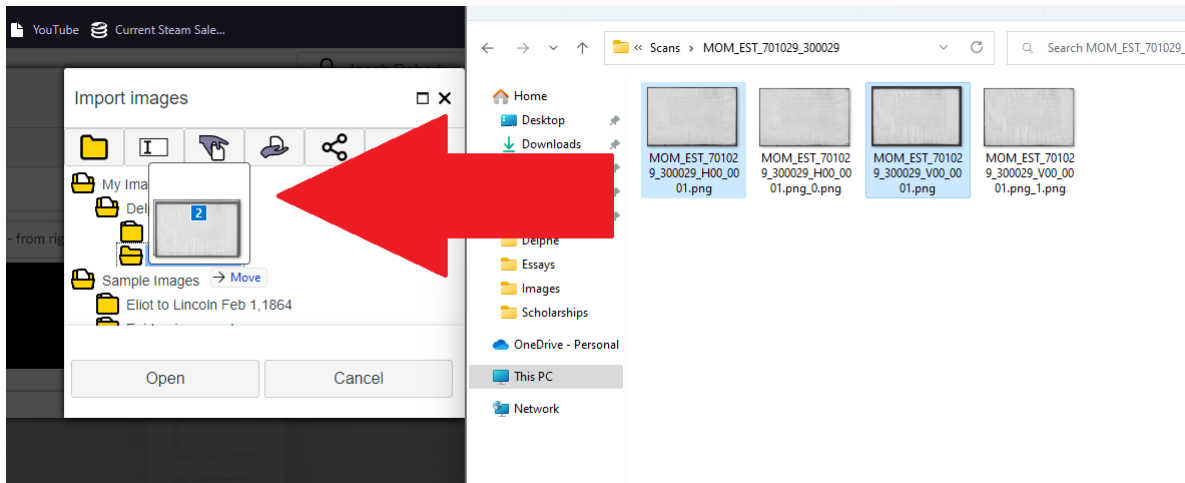 YouTube
Current Steam Sale...
Import images
My Ima
Del
2
Move
Sample Images
Eliot to Lincoln Feb 1,1864
Open
Cancel
- from rig
« Scans > MOM_EST_701029_300029
Search MOM_EST_701029_
Home
Desktop
Downloads
Delphe
Essays
Images
Scholarships
OneDrive - Personal
This PC
Network
MOM_EST_70102
9_300029_H00_00
01.png
MOM_EST_70102
9_300029_H00_00
01.png_0.png
MOM_EST_70102
9_300029_V00_00
01.png
MOM_EST_70102
9_300029_V00_00
01.png_1.png